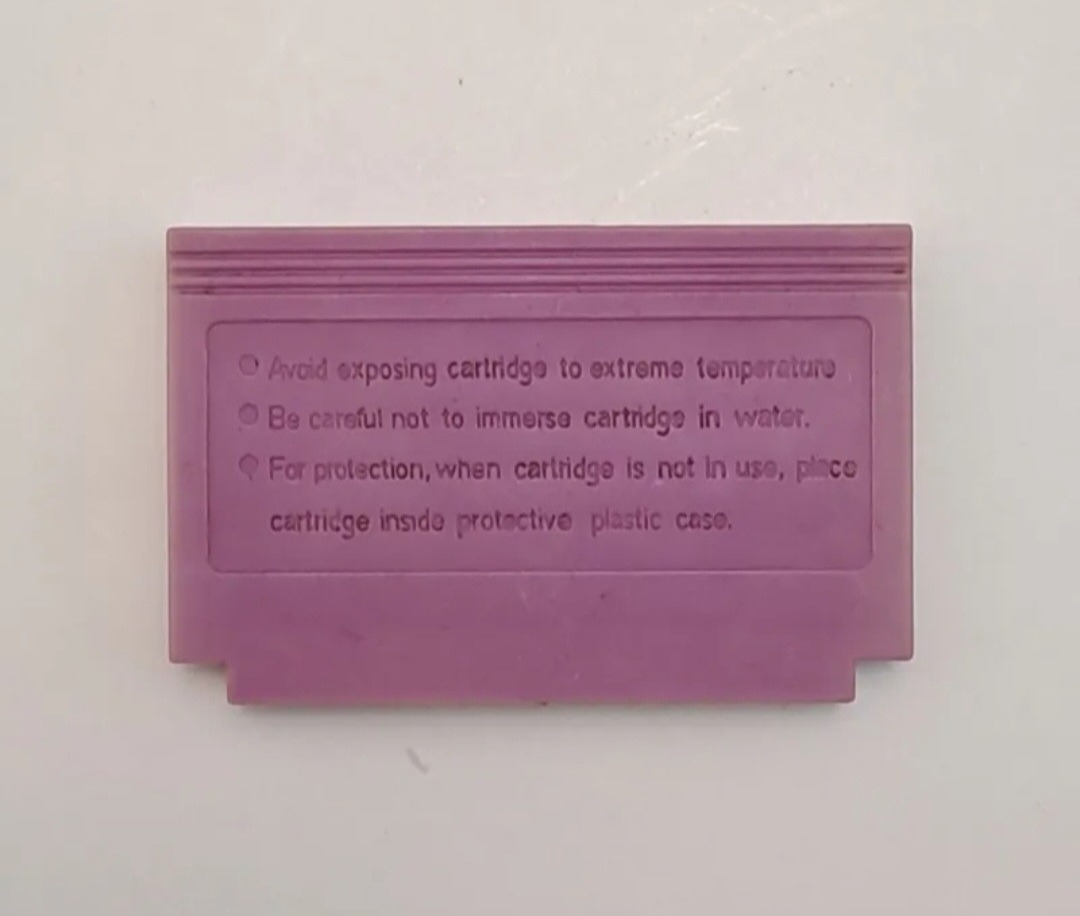 Avoid exposing cartridge to extreme temperature
Be careful not to immerse cartridge in water.
For protection, when cartridge is not in use, place
cartridge inside protective plastic case.